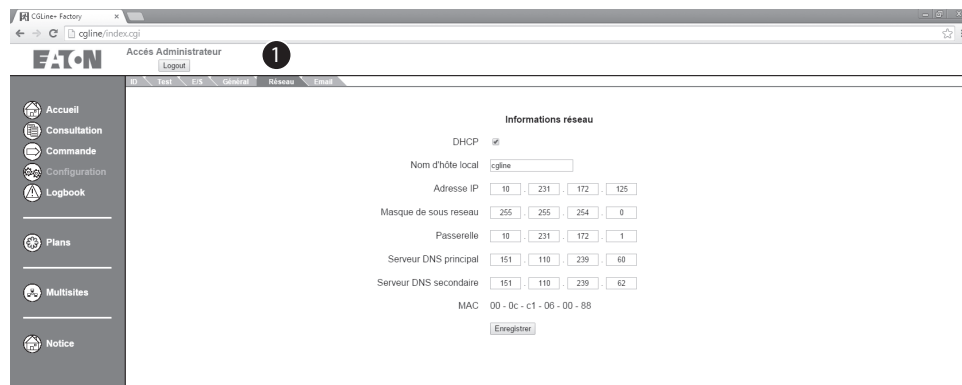 CGLine+ Factory
cgline/index.cgi
EATON
Accés Administrateur
Logout
1
ID Test E/S Général Réseau Email
Accueil
Consultation
Commande
Configuration
Logbook
Plans
Multisites
Notice
Informations réseau
DHCP
Nom d'hôte local cgline
Adresse IP 10 . 231 . 172 . 125
Masque de sous reseau 255 . 255 . 254 . 0
Passerelle 10 . 231 . 172 . 1
Serveur DNS principal 151 . 110 . 239 . 60
Serveur DNS secondaire 151 . 110 . 239 . 62
MAC 00 - 0c - c1 - 06 - 00 - 88
Enregistrer